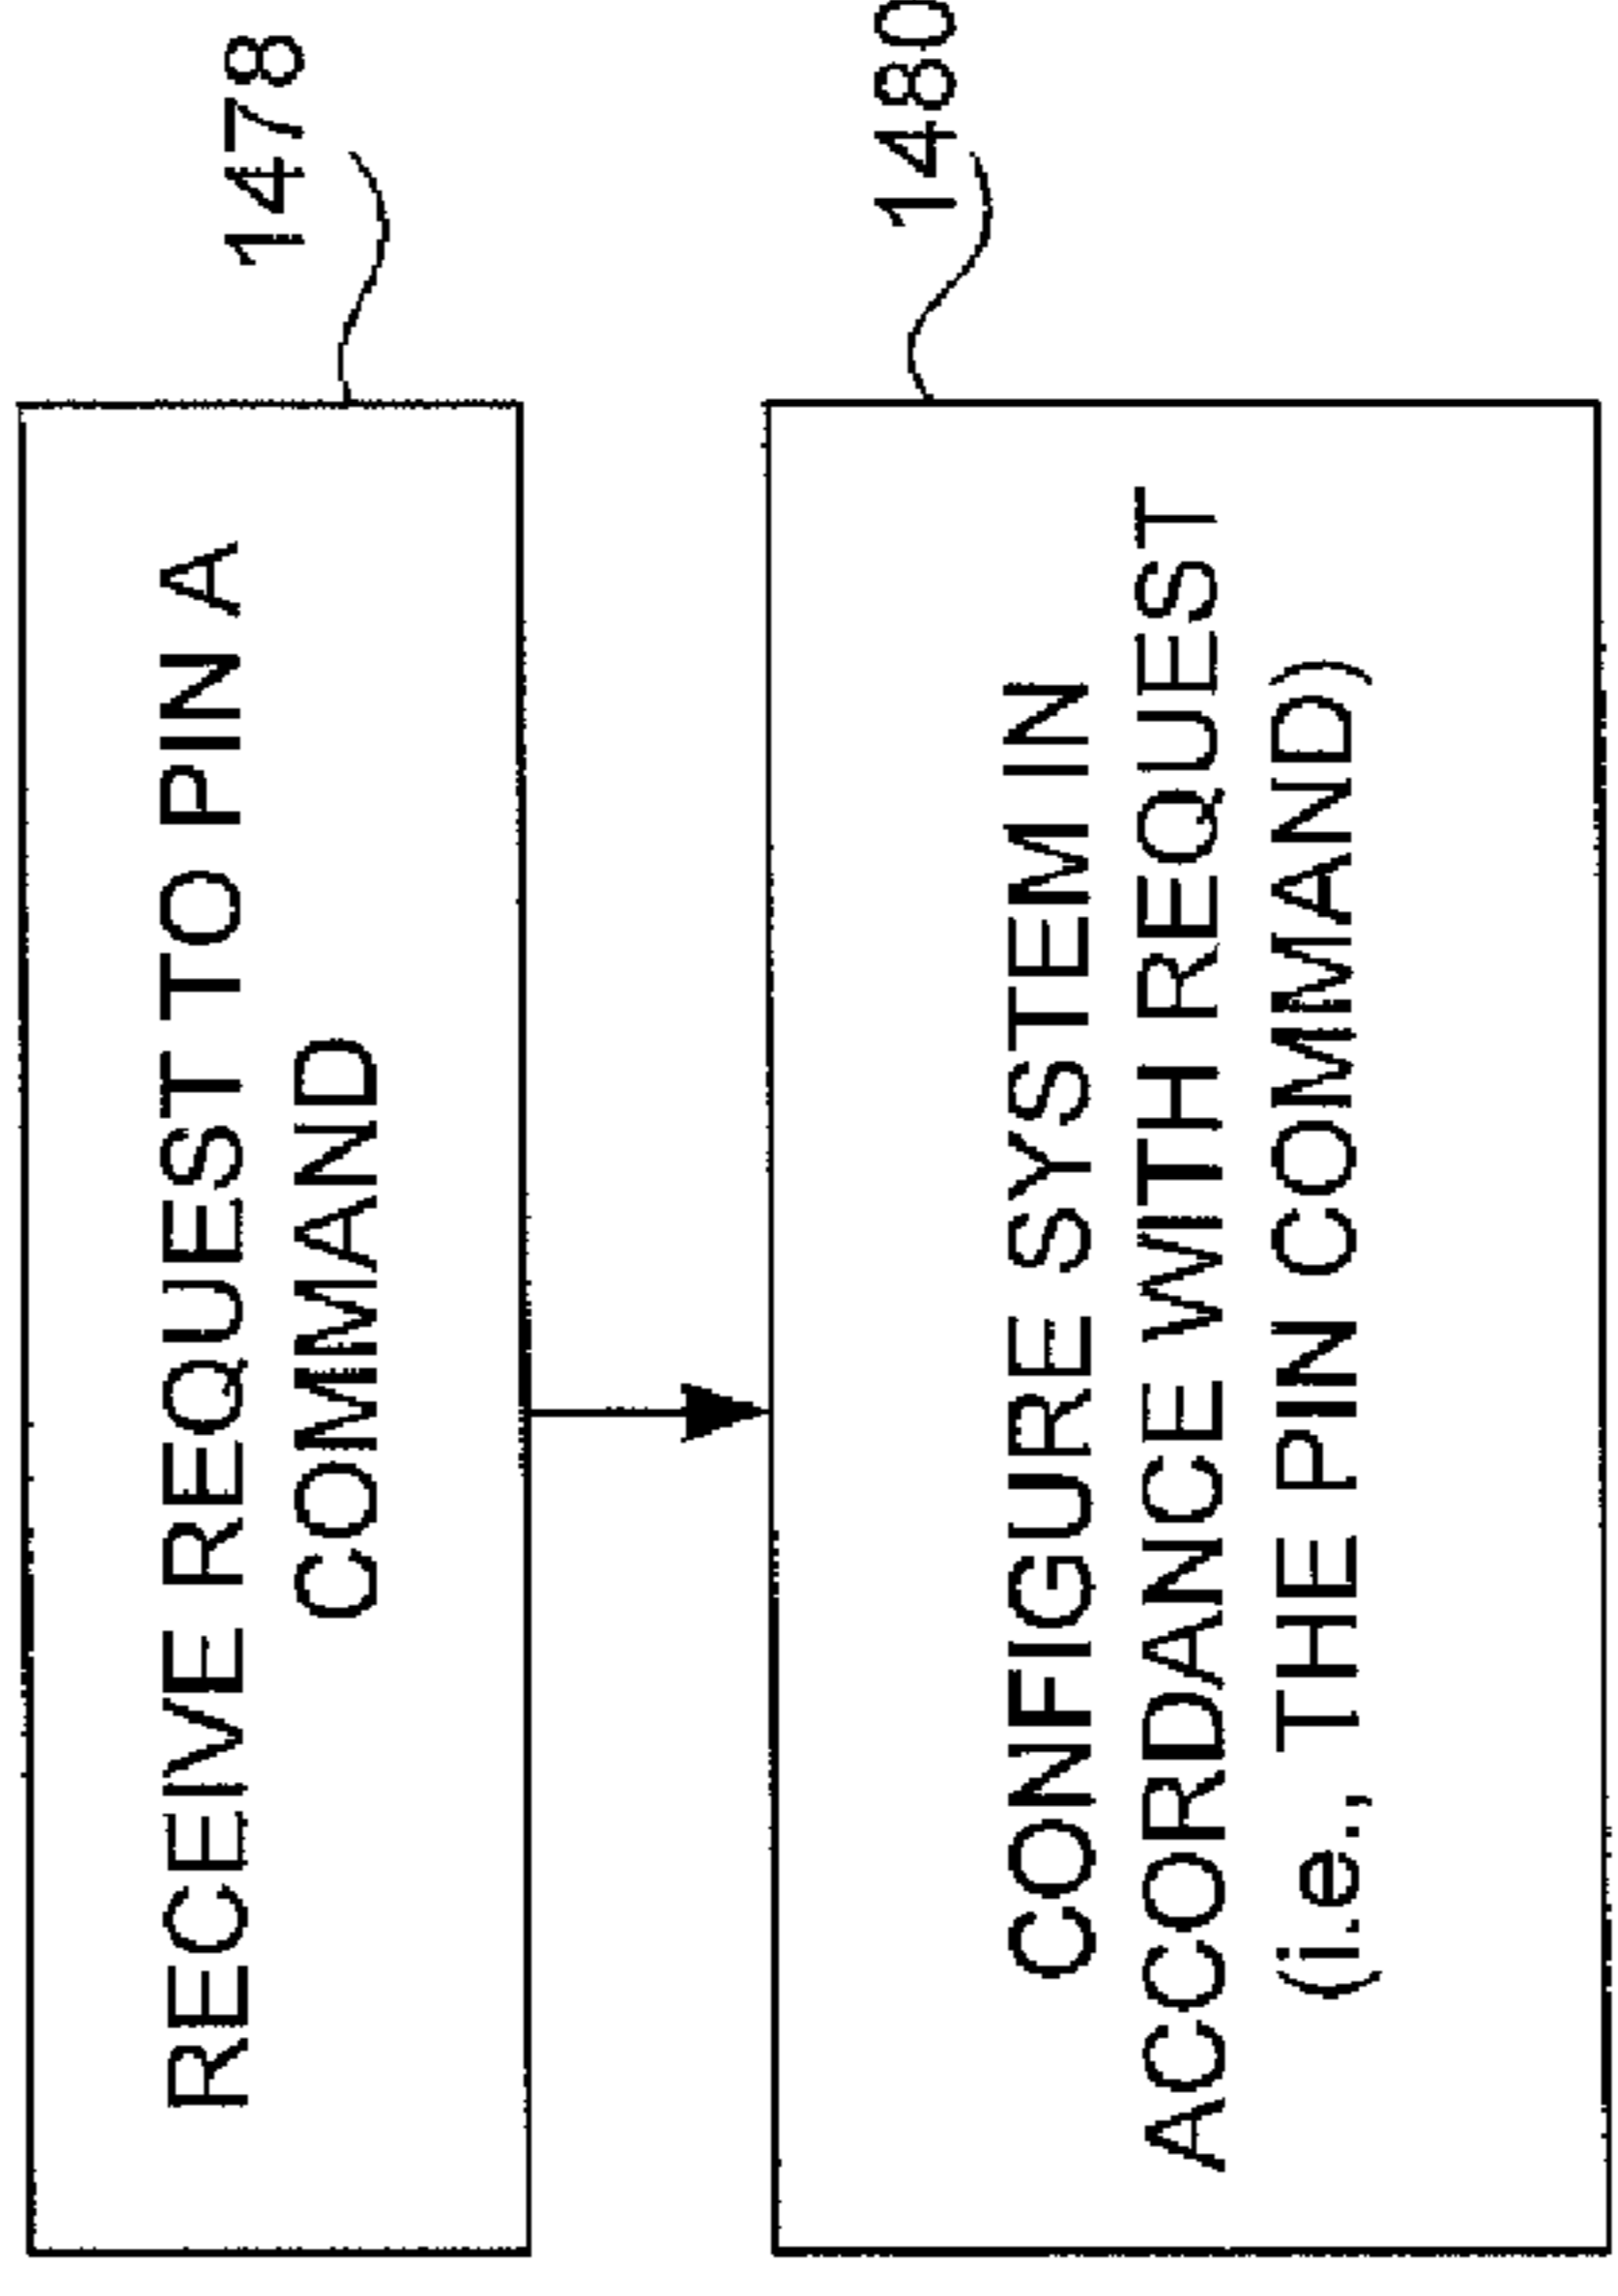 RECEIVE REQUEST TO PIN A
COMMAND
1478
CONFIGURE SYSTEM IN
ACCORDANCE WITH REQUEST
(i.e., THE PIN COMMAND)
1480